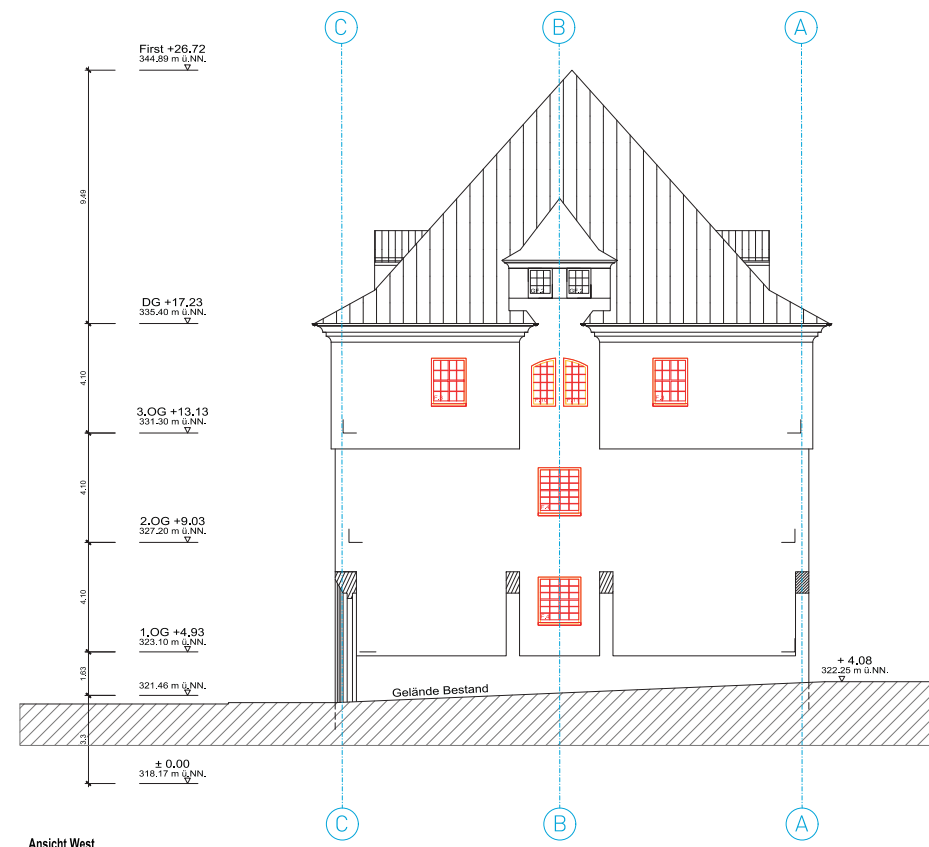 C
B
A
First +26.72
344.89 m ü.NN.
9.49
DG +17.23
335.40 m ü.NN.
4.10
3.OG +13.13
331.30 m ü.NN.
4.10
2.OG +9.03
327.20 m ü.NN.
4.10
1.OG +4.93
323.10 m ü.NN.
1.63
321.46 m ü.NN.
Gelände Bestand
+ 4.08
322.25 m ü.NN.
3.3
± 0.00
318.17 m ü.NN.
C
B
A
Ansicht West